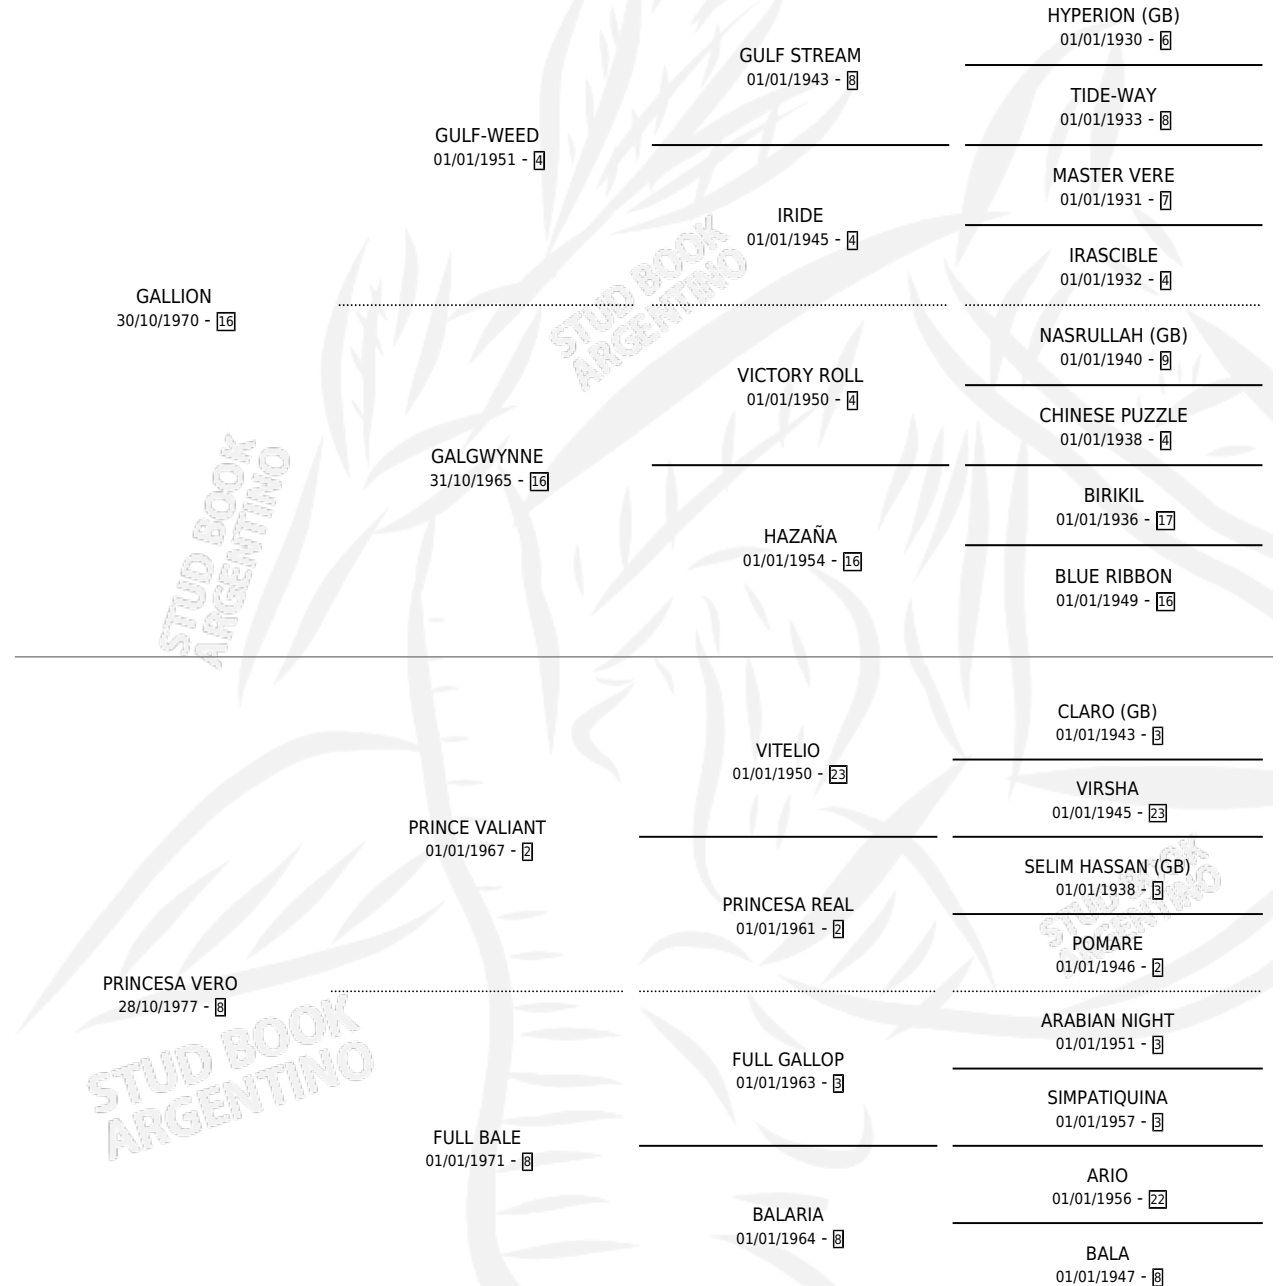 HYPERION (GB)
01/01/1930 - 6
GULF STREAM
01/01/1943 - 8
TIDE-WAY
01/01/1933 - 8
GULF-WEED
01/01/1951 - 4
MASTER VERE
01/01/1931 - 7
IRIDE
01/01/1945 - 4
IRASCIBLE
01/01/1932 - 4
GALLION
30/10/1970 - 16
NASRULLAH (GB)
01/01/1940 - 9
VICTORY ROLL
01/01/1950 - 4
CHINESE PUZZLE
01/01/1938 - 4
GALGWYNNE
31/10/1965 - 16
BIRIKIL
01/01/1936 - 17
HAZAÑA
01/01/1954 - 16
BLUE RIBBON
01/01/1949 - 16
CLARO (GB)
01/01/1943 - 3
VITELIO
01/01/1950 - 23
VIRSHA
01/01/1945 - 23
PRINCE VALIANT
01/01/1967 - 2
SELIM HASSAN (GB)
01/01/1938 - 3
PRINCESA REAL
01/01/1961 - 2
POMARE
01/01/1946 - 2
PRINCESA VERO
28/10/1977 - 8
ARABIAN NIGHT
01/01/1951 - 3
FULL GALLOP
01/01/1963 - 3
SIMPATIQUINA
01/01/1957 - 3
FULL BALE
01/01/1971 - 8
ARIO
01/01/1956 - 22
BALARIA
01/01/1964 - 8
BALA
01/01/1947 - 8
STUD BOOK
ARGENTINO
STUD BOOK
ARGENTINO
STUD BOOK
ARGENTINO
STUD BOOK
ARGENTINO